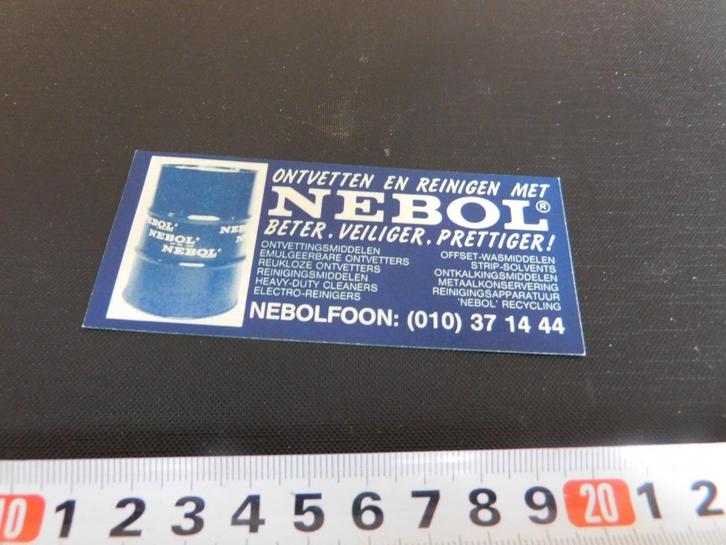 ONTVETTEN EN REINIGEN MET
NEBOL®
BETER. VEILIGER. PRETTIGER!
ONTVETTINGSMIDDELEN
EMULGEERBARE ONTVETTERS
REUKLOZE ONTVETTERS
REINIGINGSMIDDELEN
HEAVY-DUTY CLEANERS
ELECTRO-REINIGERS
OFFSET-WASMIDDELEN
STRIP-SOLVENTS
ONTKALKINGSMIDDELEN
METAALKONSERVERING
REINIGINGSAPPARATUUR
'NEBOL' RECYCLING
NEBOLFOON: (010) 37 14 44
NEBOL
NEBOL
10 1 2 3 4 5 6 7 8 9 20 1 2